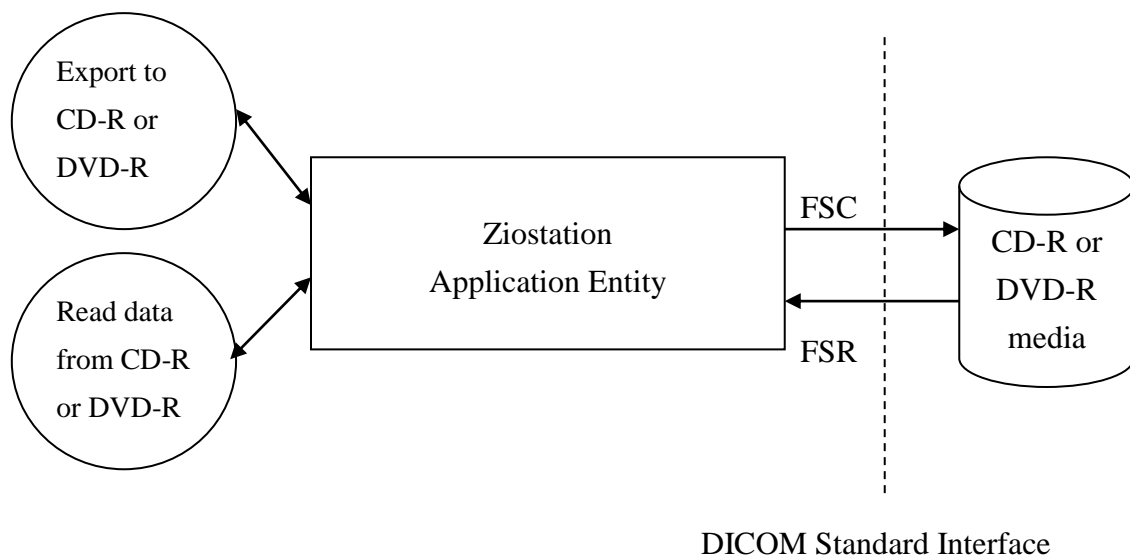 Export to
CD-R or
DVD-R
Read data
from CD-R
or DVD-R
Ziostation
Application Entity
FSC
FSR
CD-R or
DVD-R
media
DICOM Standard Interface